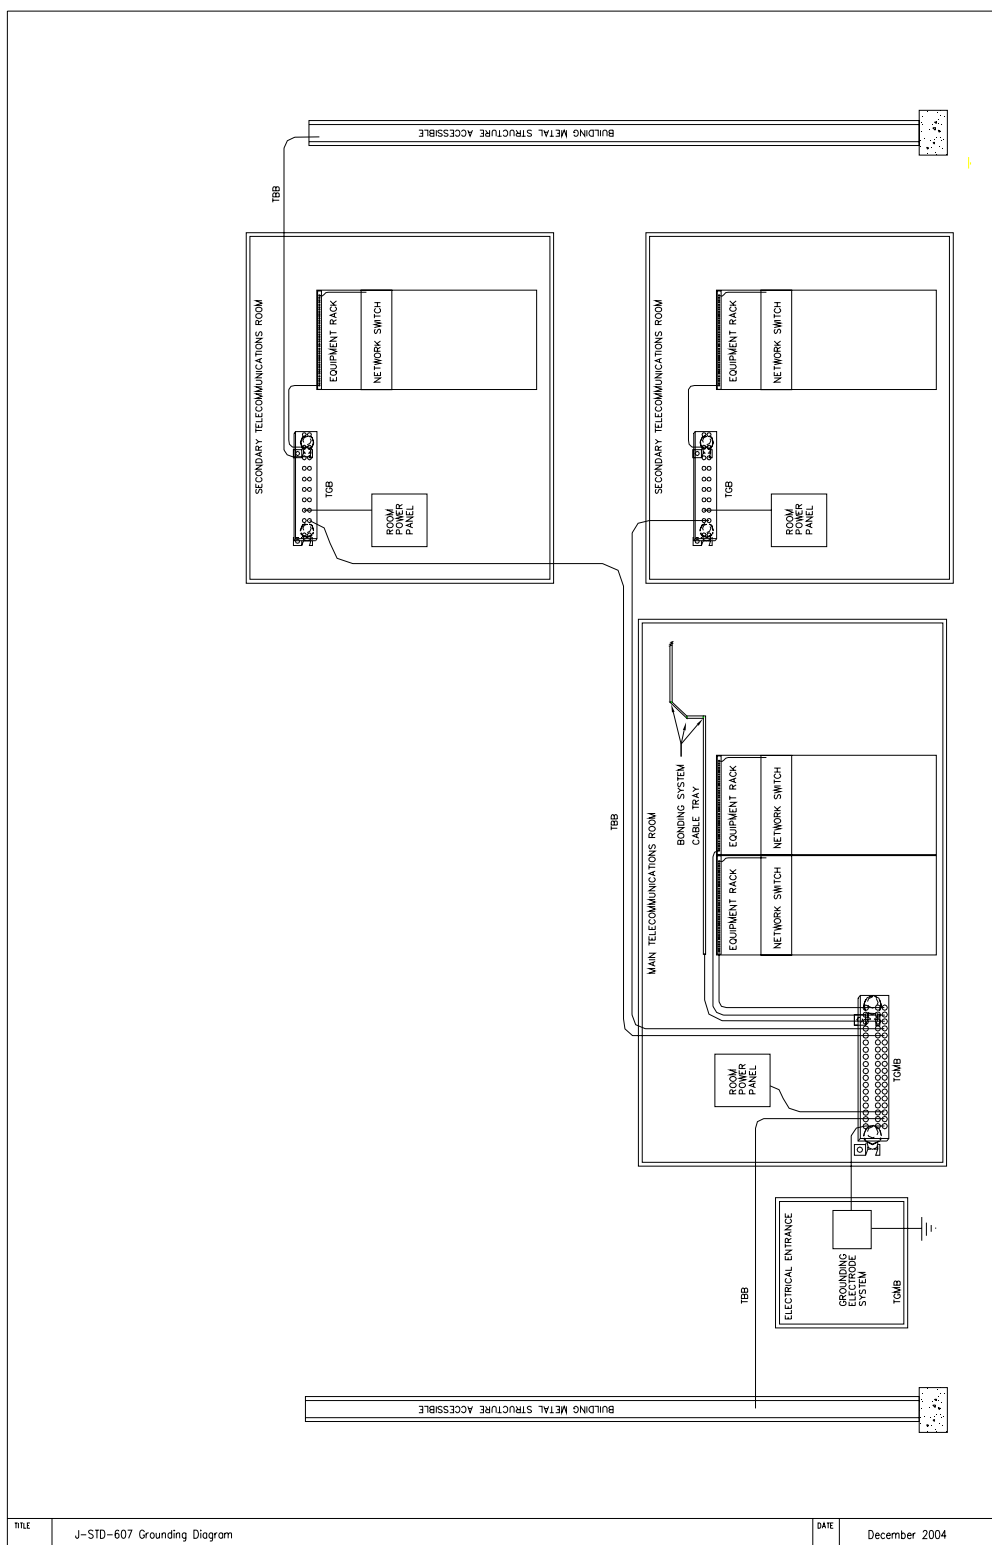 BUILDING METAL STRUCTURE ACCESSIBLE
TBB
SECONDARY TELECOMMUNICATIONS ROOM
EQUIPMENT RACK
NETWORK SWITCH
TGB
ROOM
POWER
PANEL
SECONDARY TELECOMMUNICATIONS ROOM
EQUIPMENT RACK
NETWORK SWITCH
TGB
ROOM
POWER
PANEL
TBB
MAIN TELECOMMUNICATIONS ROOM
BONDING SYSTEM
CABLE TRAY
EQUIPMENT RACK
NETWORK SWITCH
EQUIPMENT RACK
NETWORK SWITCH
ROOM
POWER
PANEL
TGMB
TBB
ELECTRICAL ENTRANCE
GROUNDING
ELECTRODE
SYSTEM
TGMB
BUILDING METAL STRUCTURE ACCESSIBLE
TITLE
J-STD-607 Grounding Diagram
DATE
December 2004